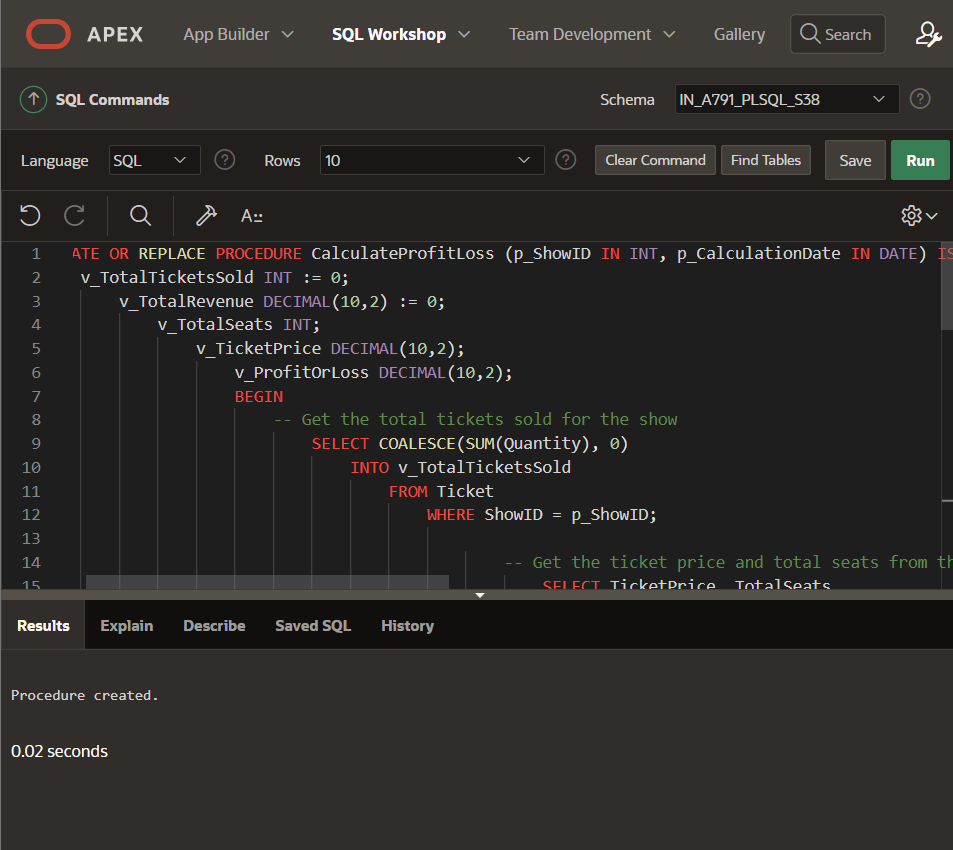 APEX App Builder SQL Workshop Team Development Gallery Search
SQL Commands Schema IN_A791_PLSQL_S38
Language SQL Rows 10 Clear Command Find Tables Save Run
A::
1 ATE OR REPLACE PROCEDURE CalculateProfitLoss (p_ShowID IN INT, p_CalculationDate IN DATE) IS
2 v_TotalTicketsSold INT := 0;
3 v_TotalRevenue DECIMAL(10,2) := 0;
4 v_TotalSeats INT;
5 v_TicketPrice DECIMAL(10,2);
6 v_ProfitOrLoss DECIMAL(10,2);
7 BEGIN
8 -- Get the total tickets sold for the show
9 SELECT COALESCE(SUM(Quantity), 0)
10 INTO v_TotalTicketsSold
11 FROM Ticket
12 WHERE ShowID = p_ShowID;
13
14 -- Get the ticket price and total seats from th
15 SELECT TicketPrice, TotalSeats
Results Explain Describe Saved SQL History
Procedure created.
0.02 seconds